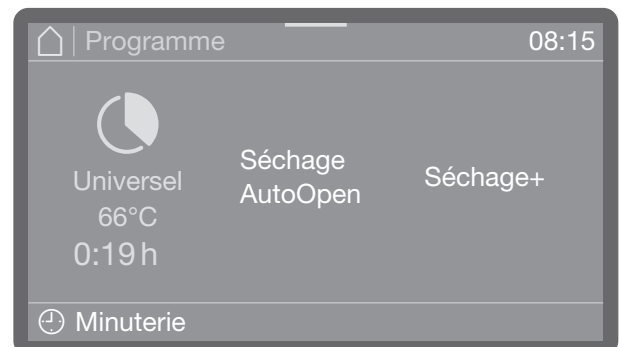 Programme
08:15
Universel
66°C
0:19 h
Séchage
AutoOpen
Séchage+
Minuterie